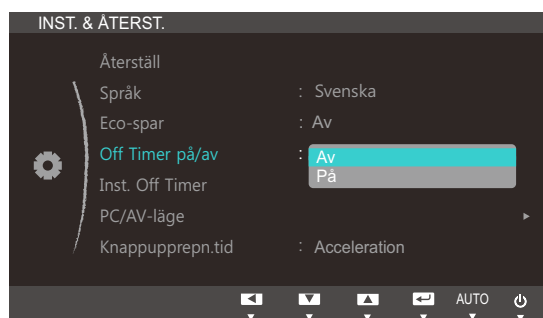 INST. & ÅTERST.
Återställ
Språk : Svenska
Eco-spar : Av
Off Timer på/av : Av
På
Inst. Off Timer
PC/AV-läge
Knappupprepn.tid : Acceleration
AUTO